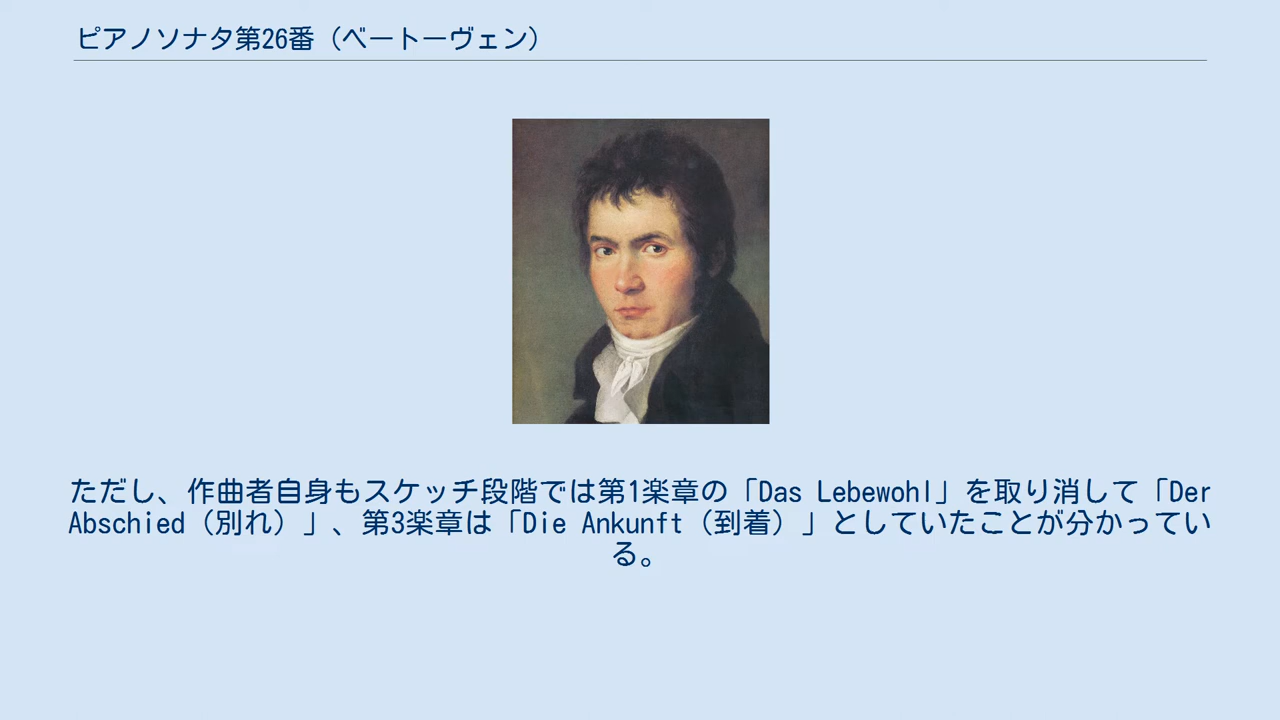 ピアノソナタ第26番（ベートーヴェン）
ただし、作曲者自身もスケッチ段階では第1楽章の「Das Lebewohl」を取り消して「Der
Abschied（別れ）」、第3楽章は「Die Ankunft（到着）」としていたことが分かってい
る。